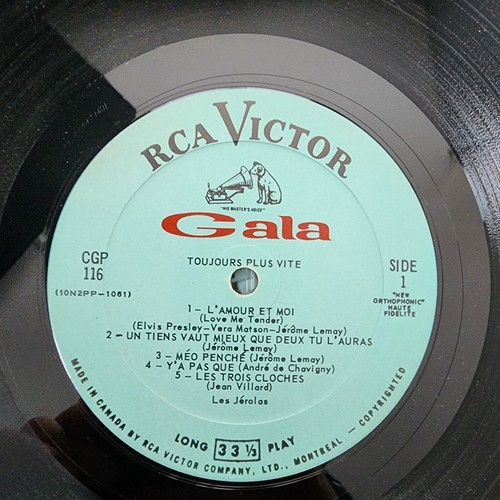 RCA VICTOR
"HIS MASTER'S VOICE"
Gala
TOUJOURS PLUS VITE
CGP
116
(10N2PP-1061)
SIDE
1
"NEW
ORTHOPHONIC"
HAUTE
FIDELITE
1 - L'AMOUR ET MOI
(Love Me Tender)
(Elvis Presley-Vera Matson-Jérôme Lemay)
2 - UN TIENS VAUT MIEUX QUE DEUX TU L'AURAS
(Jérôme Lemay)
3 - MÉO PENCHÉ (Jérôme Lemay)
4 - Y'A PAS QUE (André de Chavigny)
5 - LES TROIS CLOCHES
(Jean Villard)
Les Jérolas
LONG 33 1/3 PLAY
MADE IN CANADA BY RCA VICTOR COMPANY, LTD., MONTREAL - COPYRIGHTED